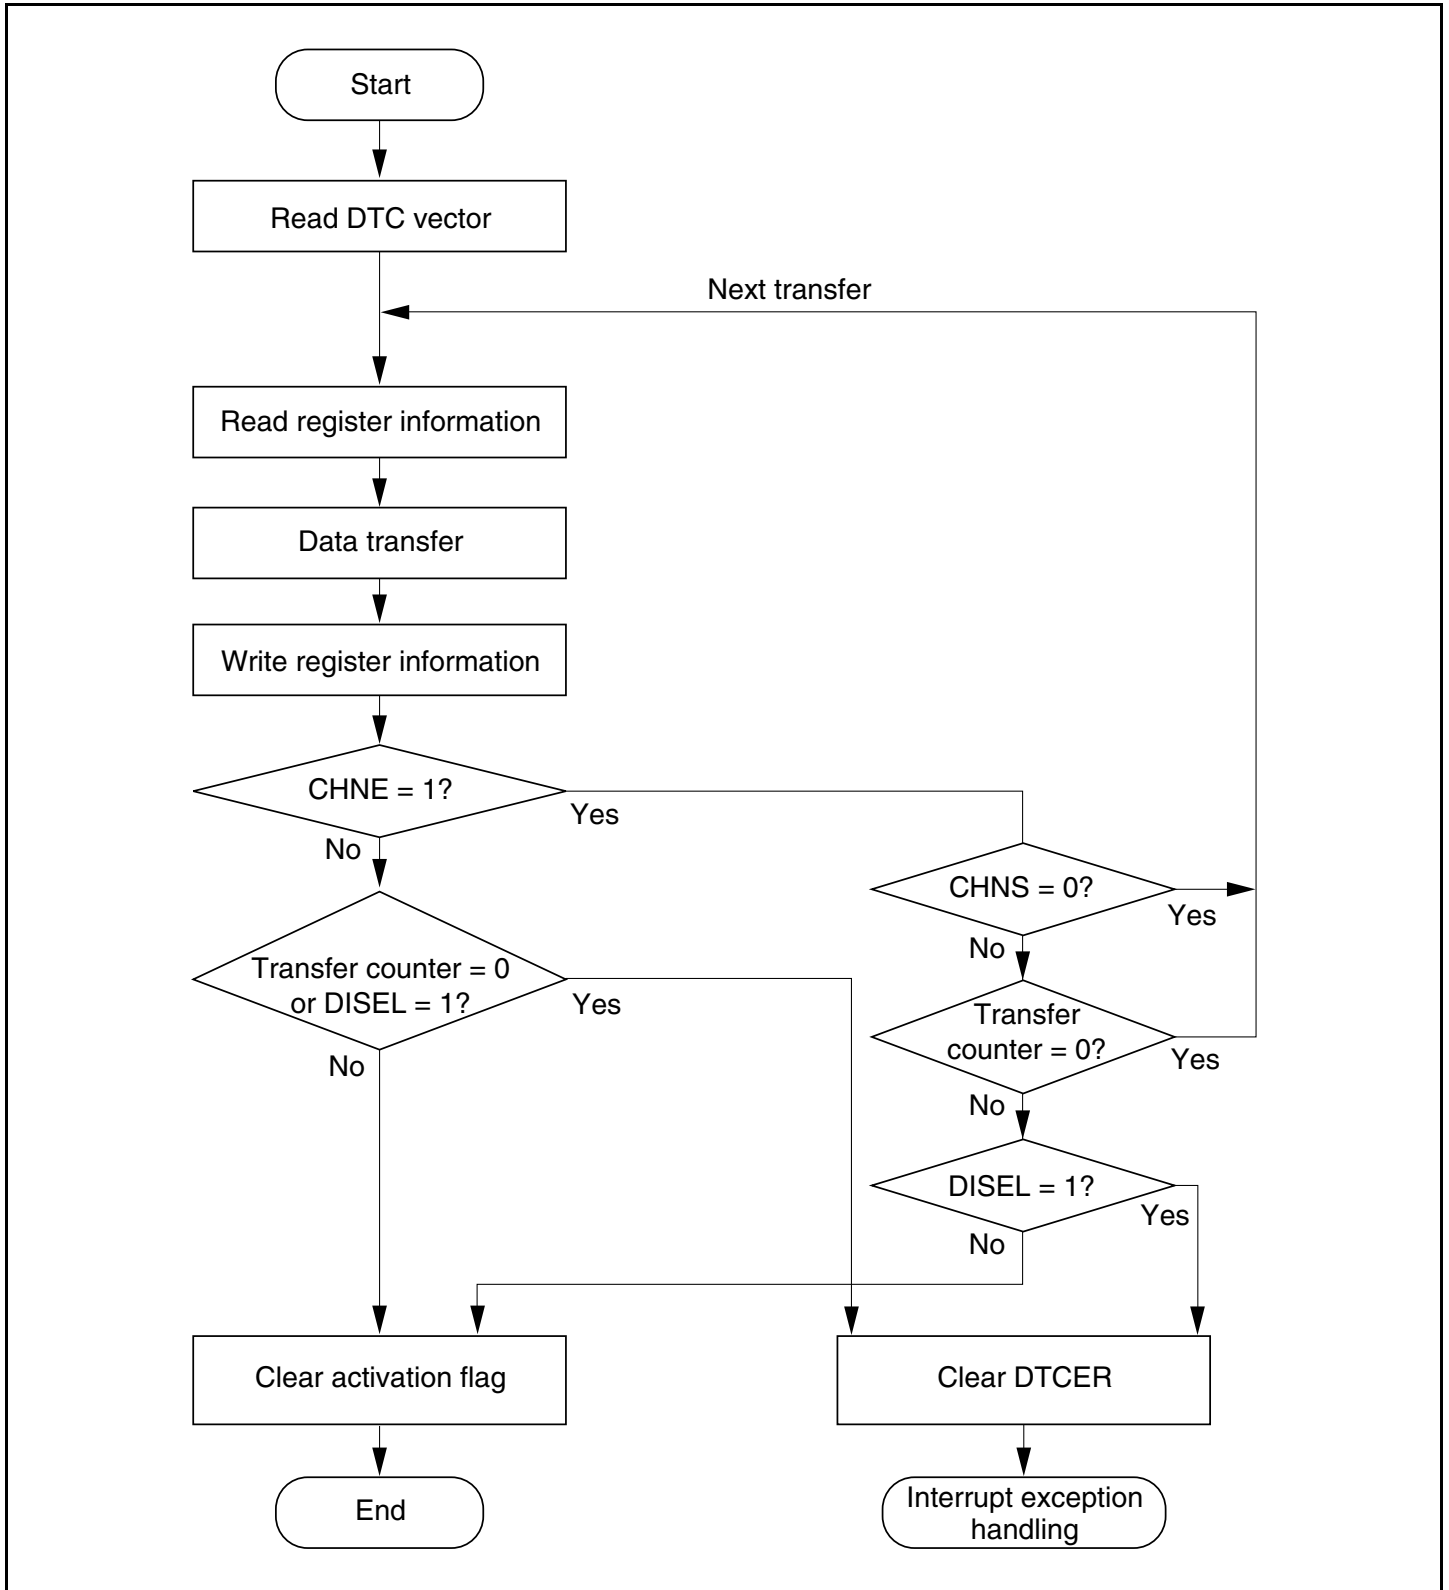 Start
Read DTC vector
Next transfer
Read register information
Data transfer
Write register information
CHNE = 1?
Yes
No
CHNS = 0?
Yes
No
Transfer counter = 0
or DISEL = 1?
Yes
No
Transfer
counter = 0?
Yes
No
DISEL = 1?
Yes
No
Clear activation flag
Clear DTCER
End
Interrupt exception
handling